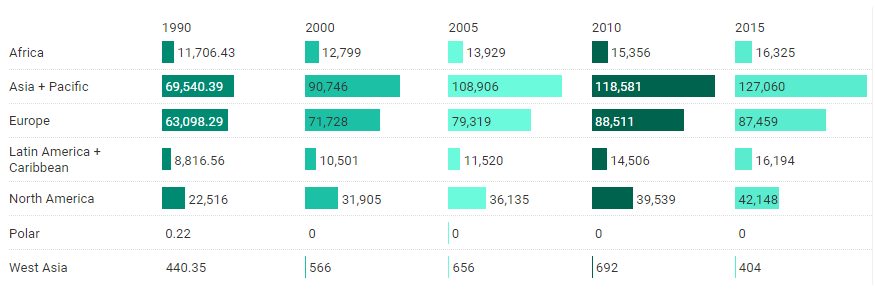 1990 2000 2005 2010 2015
Africa 11,706.43 12,799 13,929 15,356 16,325
Asia + Pacific 69,540.39 90,746 108,906 118,581 127,060
Europe 63,098.29 71,728 79,319 88,511 87,459
Latin America +
Caribbean 8,816.56 10,501 11,520 14,506 16,194
North America 22,516 31,905 36,135 39,539 42,148
Polar 0.22 0 0 0 0
West Asia 440.35 566 656 692 404